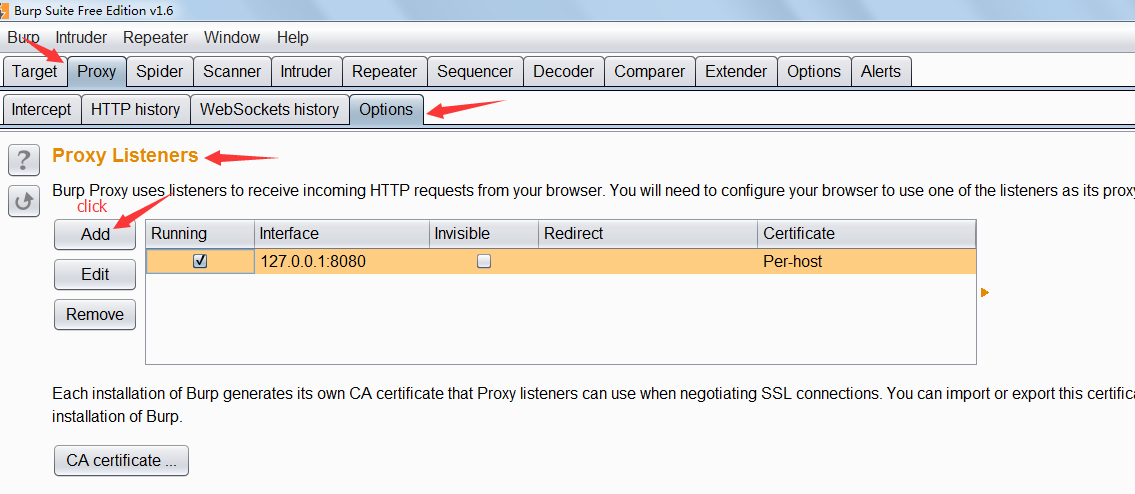 Burp Suite Free Edition v1.6
Burp Intruder Repeater Window Help
Target Proxy Spider Scanner Intruder Repeater Sequencer Decoder Comparer Extender Options Alerts
Intercept HTTP history WebSockets history Options
? Proxy Listeners
Burp Proxy uses listeners to receive incoming HTTP requests from your browser. You will need to configure your browser to use one of the listeners as its proxy
click
Add Running Interface Invisible Redirect Certificate
127.0.0.1:8080 Per-host
Edit
Remove
Each installation of Burp generates its own CA certificate that Proxy listeners can use when negotiating SSL connections. You can import or export this certifica
installation of Burp.
CA certificate ...